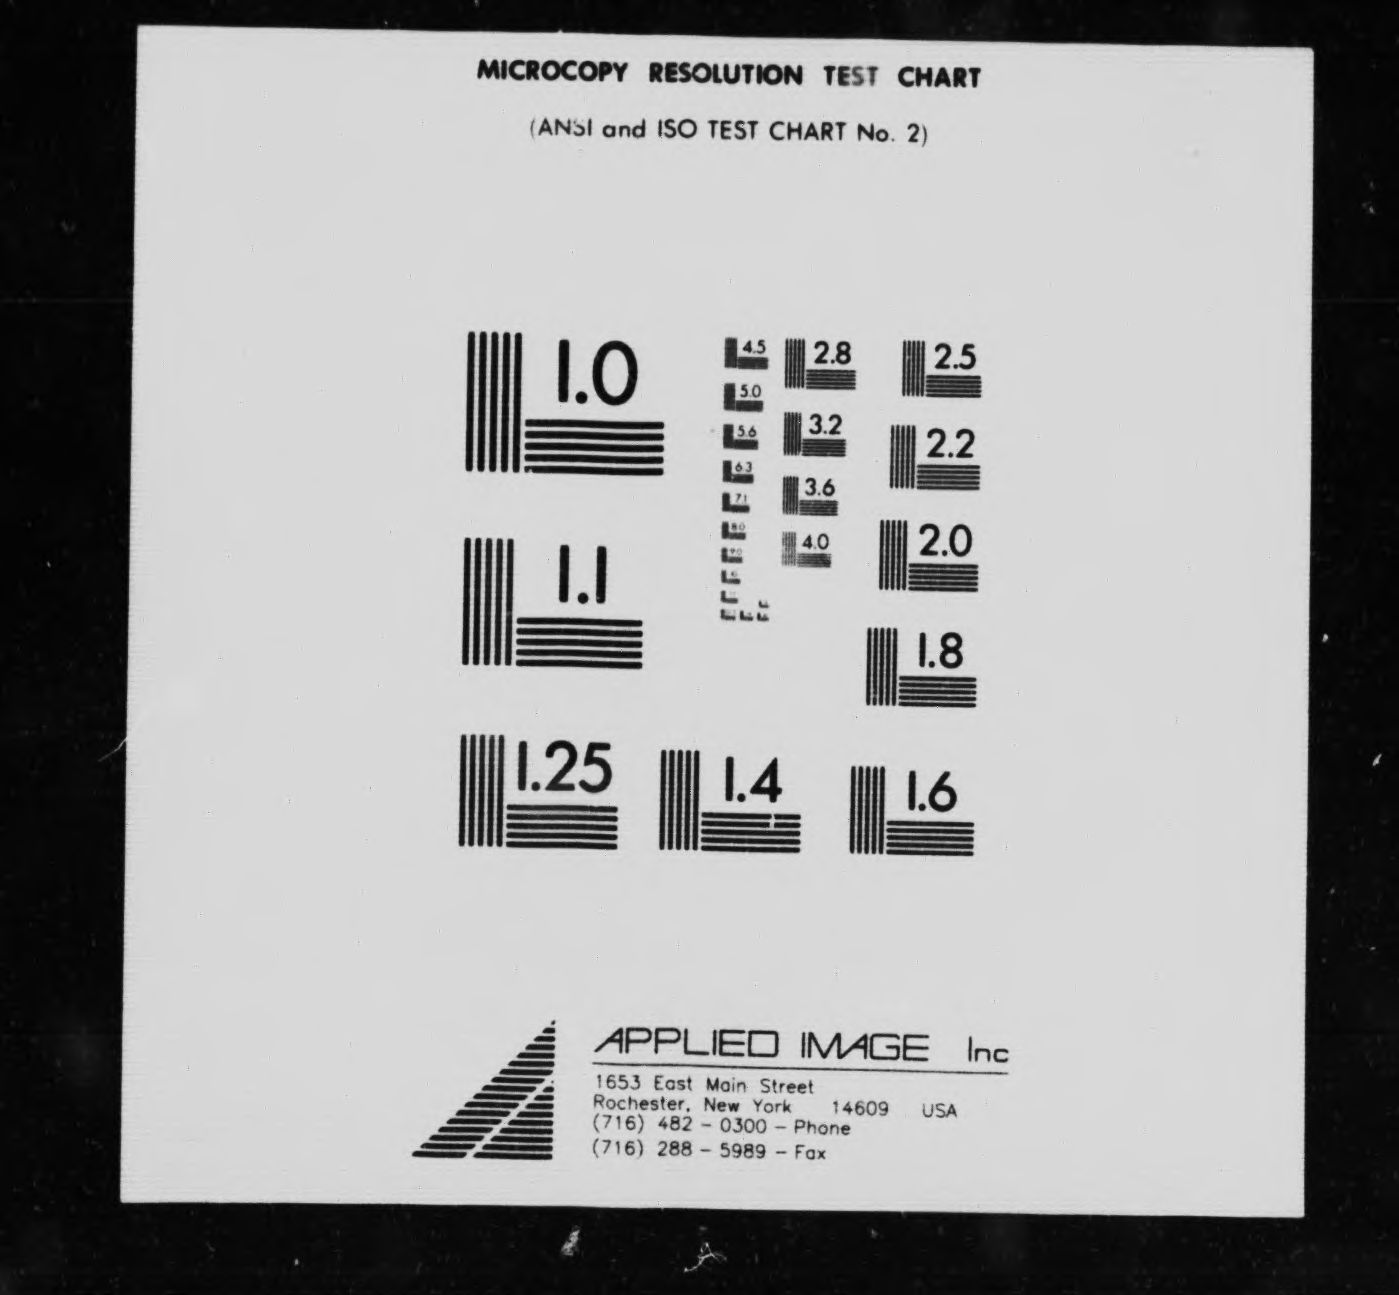 MICROCOPY RESOLUTION TEST CHART
(ANSI and ISO TEST CHART No. 2)
1.0
1.1
1.25
1.4
1.6
1.8
2.0
2.2
2.5
2.8
3.2
3.6
4.0
4.5
5.0
5.6
6.3
7.1
8.0
APPLIED IMAGE Inc
1653 East Main Street
Rochester, New York 14609 USA
(716) 482 - 0300 - Phone
(716) 288 - 5989 - Fax